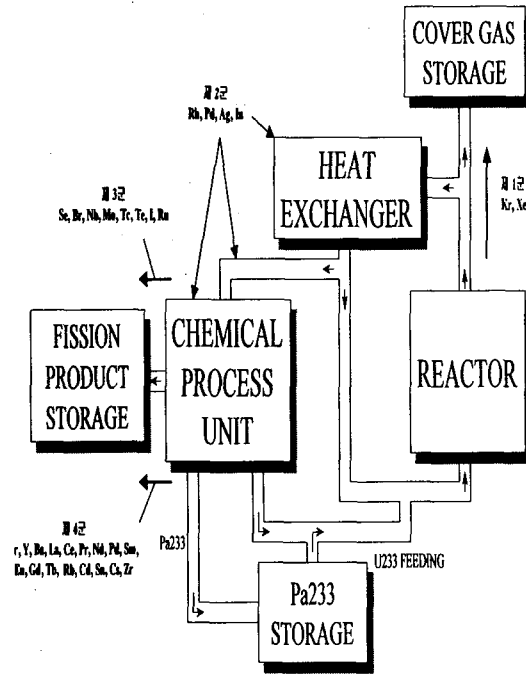 COVER GAS
STORAGE
제 2군
Rh, Pd, Ag, In
HEAT
EXCHANGER
제 1군
Kr, Xe
제 3군
Se, Br, Nb, Mo, Tc, Te, I, Ru
FISSION
PRODUCT
STORAGE
CHEMICAL
PROCESS
UNIT
REACTOR
제 4군
r, Y, Ba, La, Ce, Pr, Nd, Pd, Sm,
Eu, Gd, Tb, Rb, Cd, Sn, Cs, Zr
Pa233
U233 FEEDING
Pa233
STORAGE